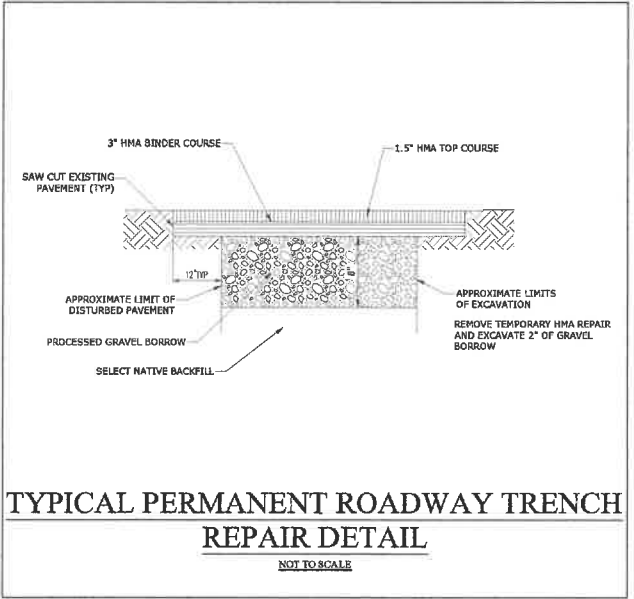 3" HMA BINDER COURSE
1.5" HMA TOP COURSE
SAW CUT EXISTING
PAVEMENT (TYP)
12"TYP
8"
APPROXIMATE LIMIT OF
DISTURBED PAVEMENT
APPROXIMATE LIMITS
OF EXCAVATION
PROCESSED GRAVEL BORROW
REMOVE TEMPORARY HMA REPAIR
AND EXCAVATE 2" OF GRAVEL
BORROW
SELECT NATIVE BACKFILL
TYPICAL PERMANENT ROADWAY TRENCH
REPAIR DETAIL
NOT TO SCALE